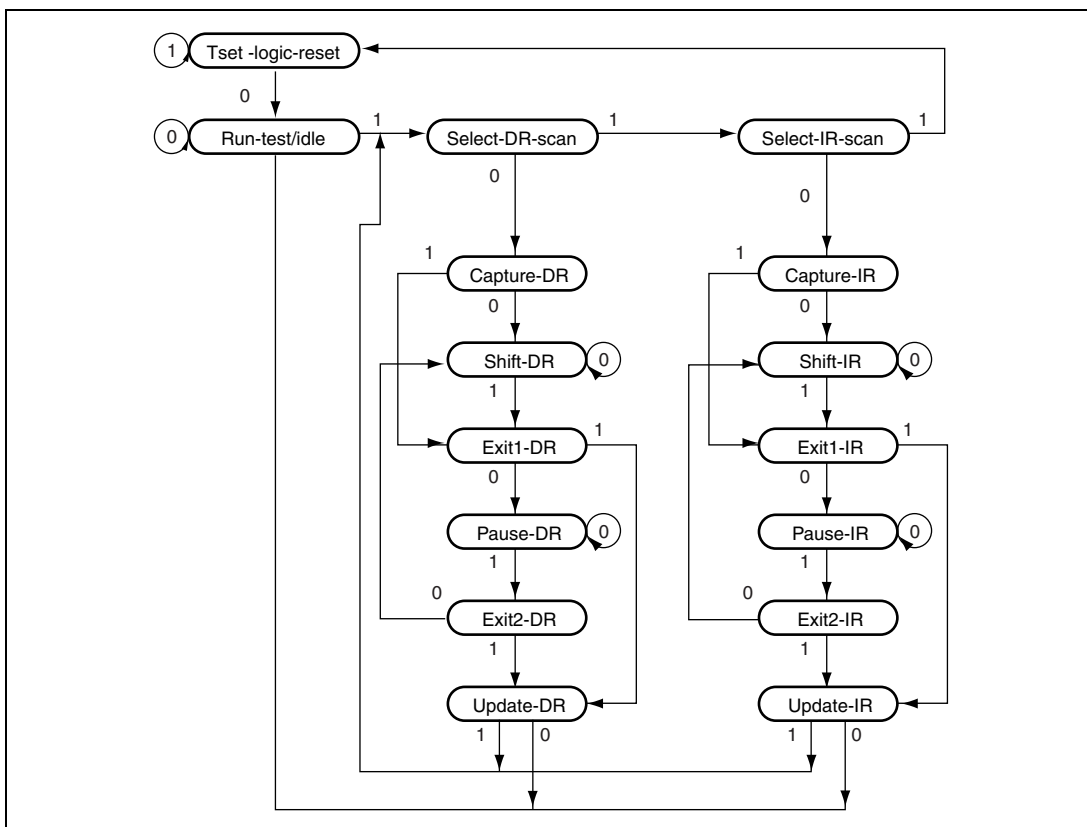 1 Tset -logic-reset
0
0 Run-test/idle 1 Select-DR-scan 1 Select-IR-scan 1
0 0
1 Capture-DR 1 Capture-IR
0 0
Shift-DR 0 Shift-IR 0
1 1
Exit1-DR 1 Exit1-IR 1
0 0
Pause-DR 0 Pause-IR 0
1 1
0 Exit2-DR 0 Exit2-IR
1 1
Update-DR Update-IR
1 0 1 0